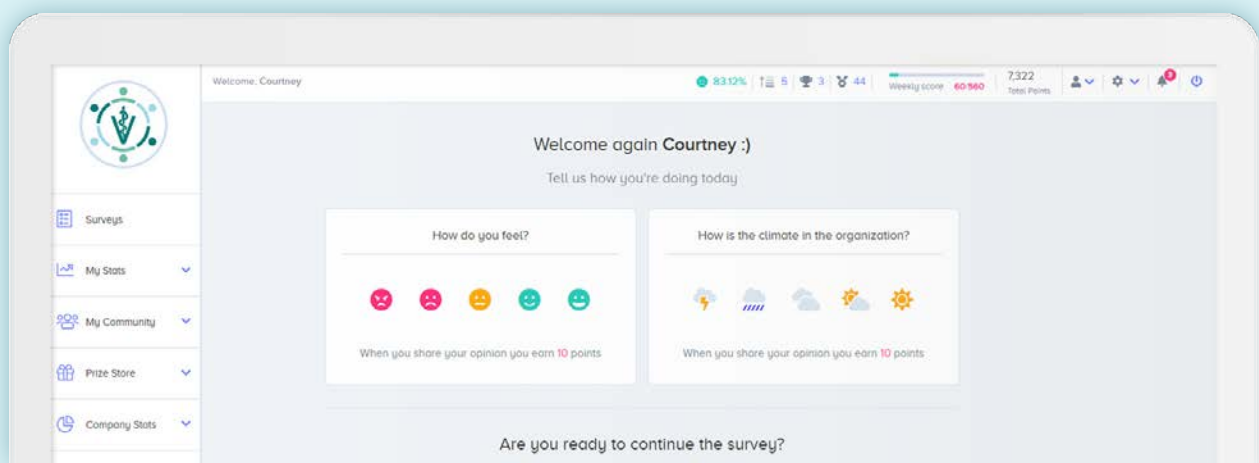 Welcome, Courtney
83.12% 6 3 44 Weekly score 60/560 7,322 Total Points 3
Welcome again Courtney :)
Tell us how you're doing today
Surveys
My Stats
My Community
Prize Store
Company Stats
How do you feel?
When you share your opinion you earn 10 points
How is the climate in the organization?
When you share your opinion you earn 10 points
Are you ready to continue the survey?